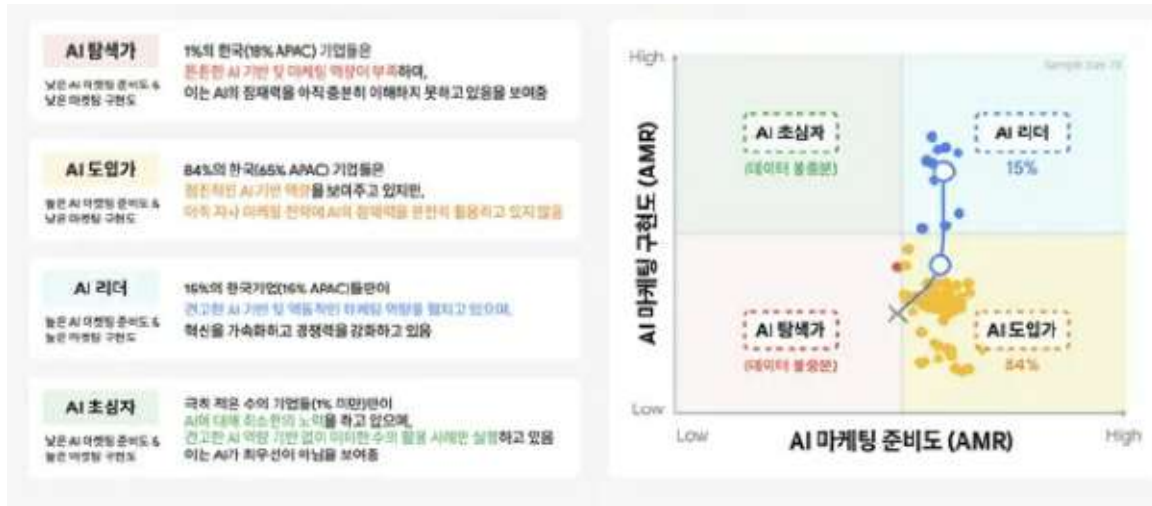 AI 탐색가
낮은 AI 마켓팅 준비도 &
낮은 마켓팅 구현도
1%의 한국(18% APAC) 기업들은
튼튼한 AI 기반 및 마케팅 역량이 부족하며,
이는 AI의 잠재력을 아직 충분히 이해하지 못하고 있음을 보여줌
AI 도입가
높은 AI 마켓팅 준비도 &
낮은 마켓팅 구현도
84%의 한국(65% APAC) 기업들은
점진적인 AI 기반 역량을 보여주고 있지만,
아직 자사 마케팅 전략에 AI의 잠재력을 완전히 활용하고 있지 않음
AI 리더
높은 AI 마켓팅 준비도 &
높은 마켓팅 구현도
의 한국기업(16% APAC)들만이
견고한 AI 기반 및 역동적인 마케팅 역량을 펼치고 있으며,
혁신을 가속화하고 경쟁력을 강화하고 있음
AI 초심자
낮은 AI 마켓팅 준비도 &
높은 마켓팅 구현도
극히 적은 수의 기업들(1% 미만)만이
AI에 대해 최소한의 노력을 하고 있으며,
견고한 AI 역량 기반 없이 미미한 수의 활용 사례만 실행하고 있음
이는 AI가 최우선이 아님을 보여줌
High
Sample size
AI 초심자
(데이터 불충분)
AI 리더
15%
AI 마케팅 구현도 (AMR)
AI 탐색가
(데이터 불충분)
AI 도입가
84%
Low
Low
AI 마케팅 준비도 (AMR)
High